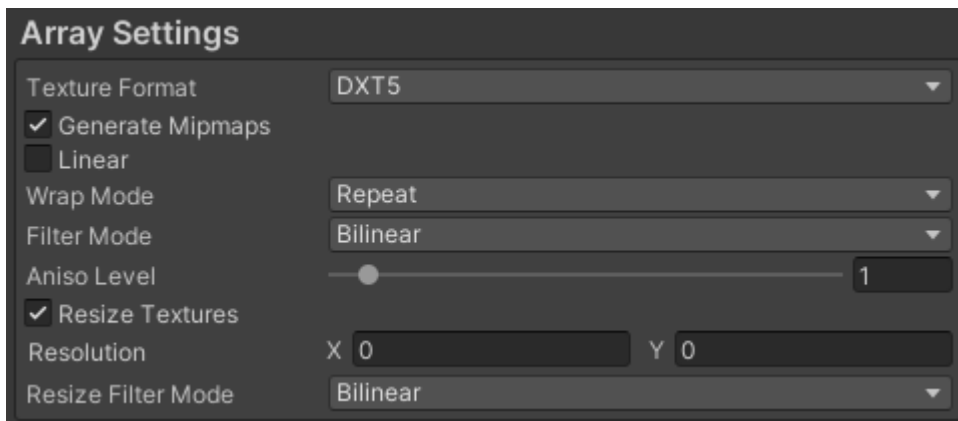 Array Settings
Texture Format DXT5
Generate Mipmaps
Linear
Wrap Mode Repeat
Filter Mode Bilinear
Aniso Level 1
Resize Textures
Resolution X 0 Y 0
Resize Filter Mode Bilinear